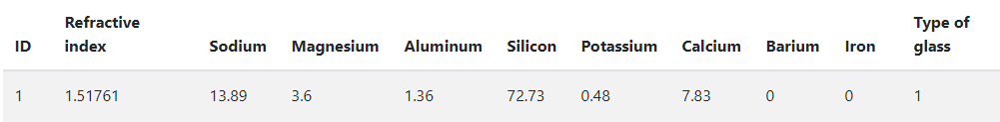 ID Refractive index Sodium Magnesium Aluminum Silicon Potassium Calcium Barium Iron Type of glass
1 1.51761 13.89 3.6 1.36 72.73 0.48 7.83 0 0 1